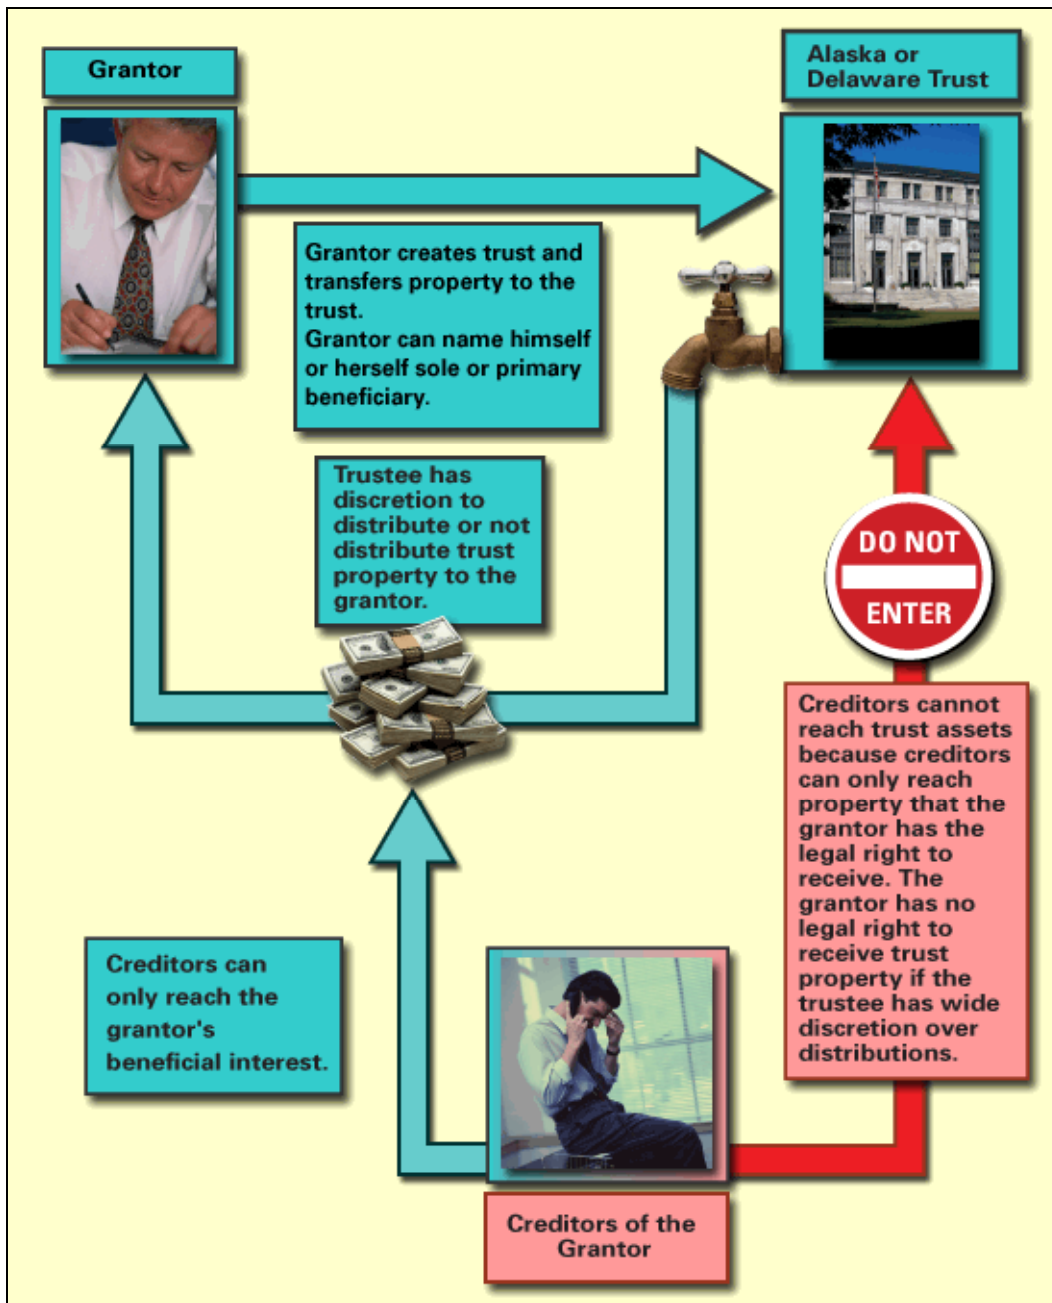 Grantor
Alaska or
Delaware Trust
Grantor creates trust and
transfers property to the
trust.
Grantor can name himself
or herself sole or primary
beneficiary.
Trustee has
discretion to
distribute or not
distribute trust
property to the
grantor.
DO NOT
ENTER
Creditors cannot
reach trust assets
because creditors
can only reach
property that the
grantor has the
legal right to
receive. The
grantor has no
legal right to
receive trust
property if the
trustee has wide
discretion over
distributions.
Creditors can
only reach the
grantor's
beneficial interest.
Creditors of the
Grantor